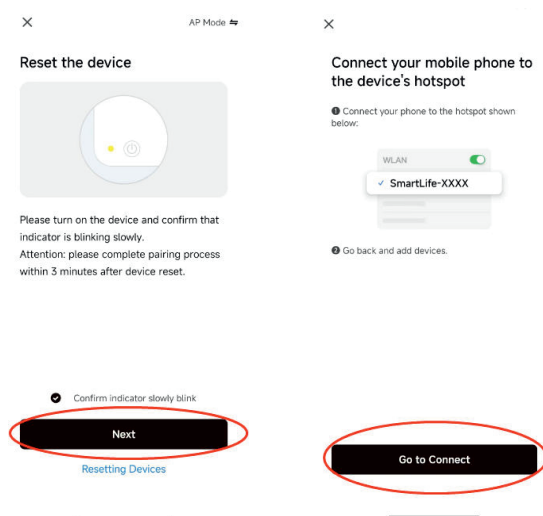 AP Mode ⇋
Reset the device
Please turn on the device and confirm that
indicator is blinking slowly.
Attention: please complete pairing process
within 3 minutes after device reset.
Confirm indicator slowly blink
Next
Resetting Devices
Connect your mobile phone to
the device's hotspot
❶ Connect your phone to the hotspot shown
below:
WLAN
✓ SmartLife-XXXX
❷ Go back and add devices.
Go to Connect